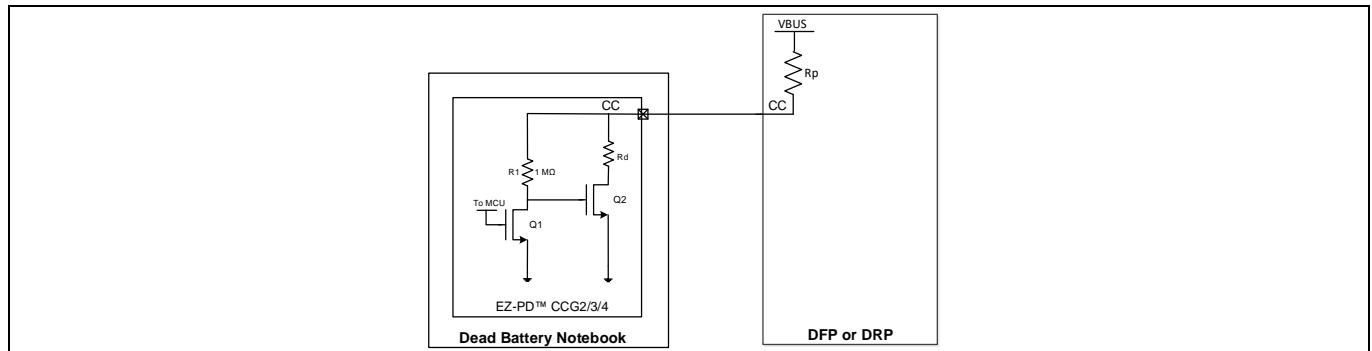 VBUS
Rp
CC
CC
Rd
R1
1 MΩ
Q2
To MCU
Q1
EZ-PD™ CCG2/3/4
Dead Battery Notebook
DFP or DRP